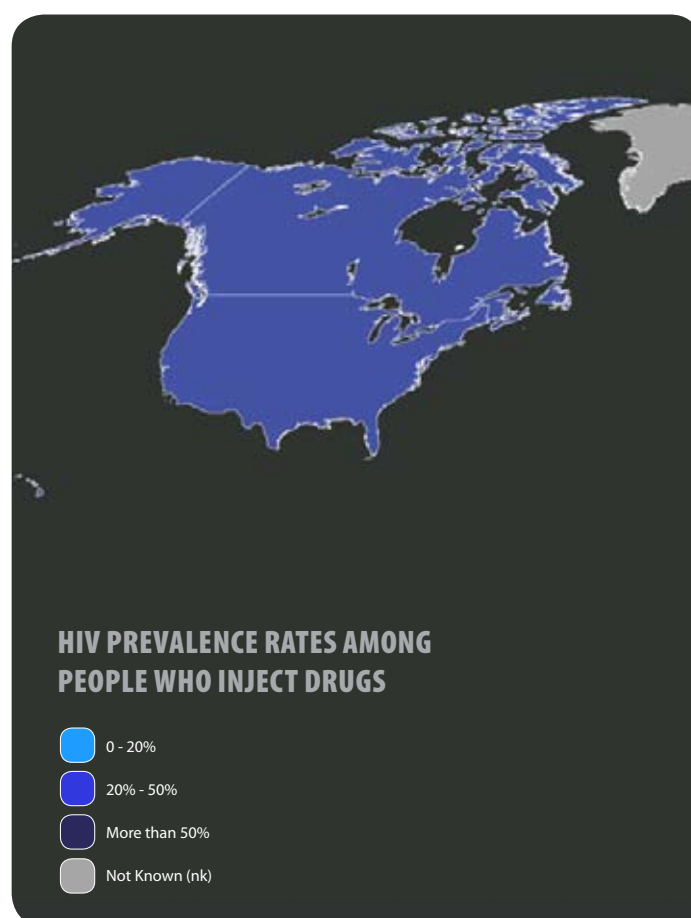 HIV PREVALENCE RATES AMONG
PEOPLE WHO INJECT DRUGS
0 - 20%
20% - 50%
More than 50%
Not Known (nk)